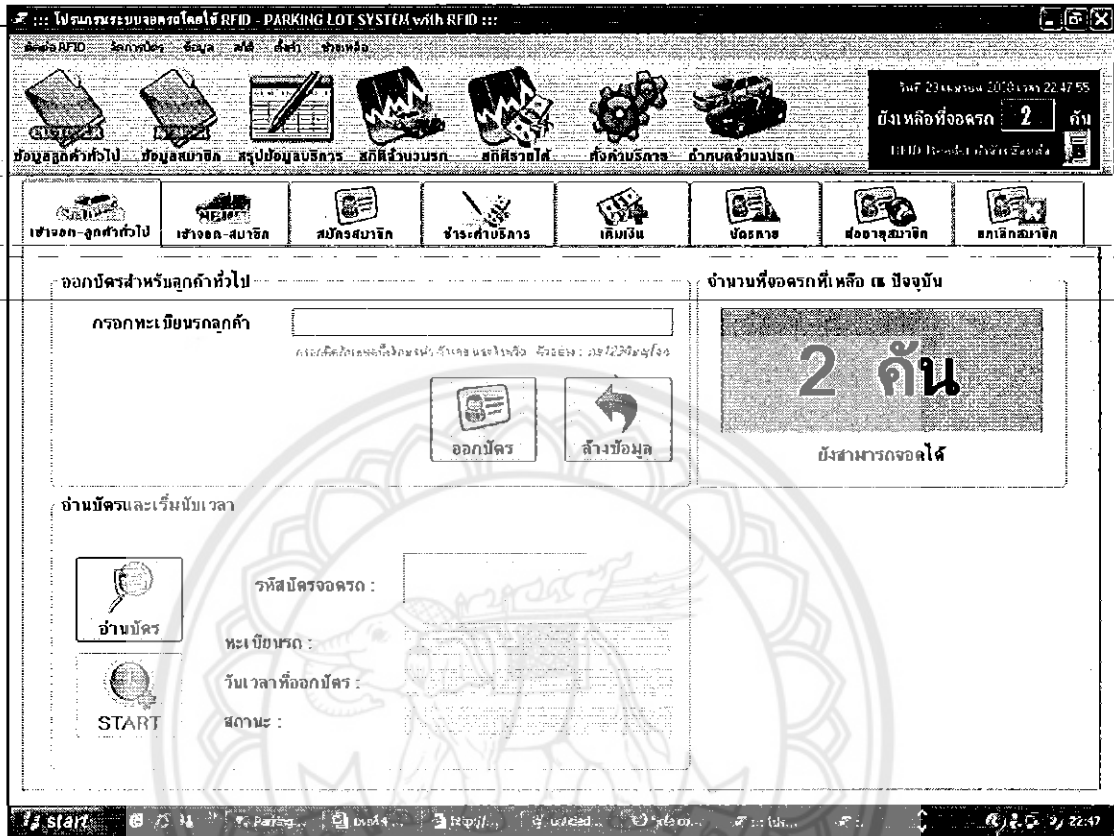 ::: โปรแกรมระบบจอดรถโดยใช้ RFID - PARKING LOT SYSTEM with RFID :::
ติดต่อ RFID จัดการบัตร ข้อมูล สถิติ ตั้งค่า ช่วยเหลือ
22:47:55
ยังเหลือที่จอดรถ 2 คัน
ข้อมูลลูกค้าทั่วไป ข้อมูลสมาชิก สรุปข้อมูลบริการ สถิติจำนวนรถ สถิติรายได้ ตั้งค่าบริการ กำหนดจำนวนรถ
RFID Reader
เข้าจอด-ลูกค้าทั่วไป เข้าจอด-สมาชิก สมัครสมาชิก ชำระค่าบริการ เติมเงิน บัตรหาย ต่ออายุสมาชิก ยกเลิกสมาชิก
ออกบัตรสำหรับลูกค้าทั่วไป
จำนวนที่จอดรถที่เหลือ ณ ปัจจุบัน
กรอกทะเบียนรถลูกค้า
2 คัน
ออกบัตร ล้างข้อมูล
ยังสามารถจอดได้
อ่านบัตรและเริ่มนับเวลา
รหัสบัตรจอดรถ :
อ่านบัตร
ทะเบียนรถ :
วันเวลาที่ออกบัตร :
START
สถานะ :
start 22:47